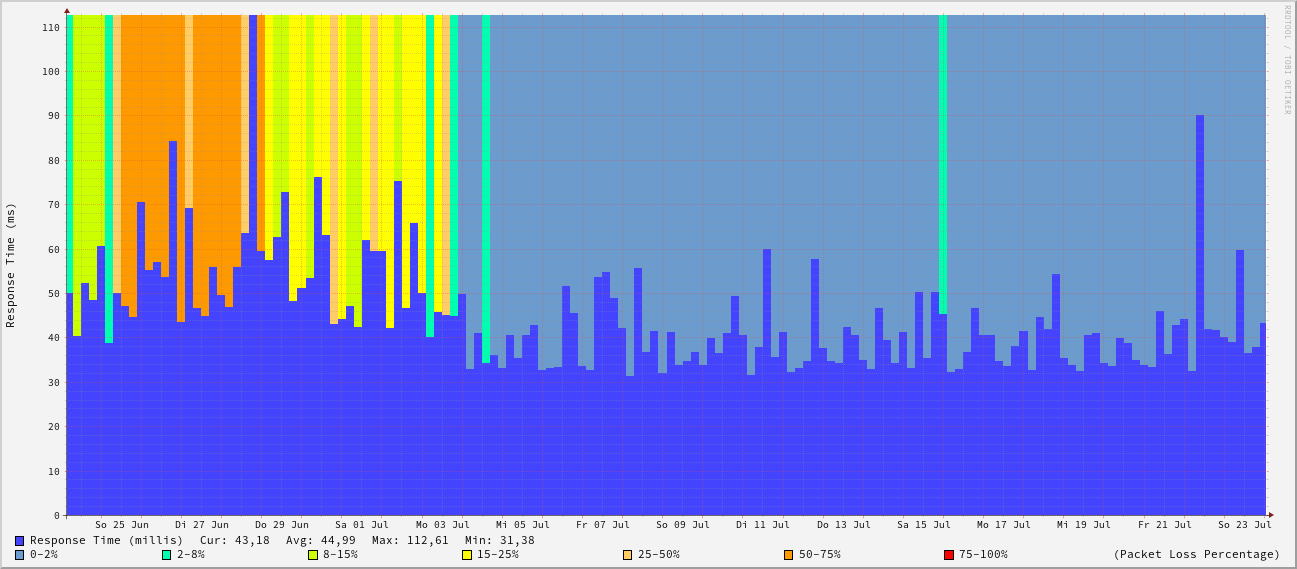 RRDTOOL / TOBI OETIKER
Response Time (ms)
110
100
90
80
70
60
50
40
30
20
10
0
So 25 Jun Di 27 Jun Do 29 Jun Sa 01 Jul Mo 03 Jul Mi 05 Jul Fr 07 Jul So 09 Jul Di 11 Jul Do 13 Jul Sa 15 Jul Mo 17 Jul Mi 19 Jul Fr 21 Jul So 23 Jul
Response Time (millis) Cur: 43,18 Avg: 44,99 Max: 112,61 Min: 31,38
0-2% 2-8% 8-15% 15-25% 25-50% 50-75% 75-100% (Packet Loss Percentage)